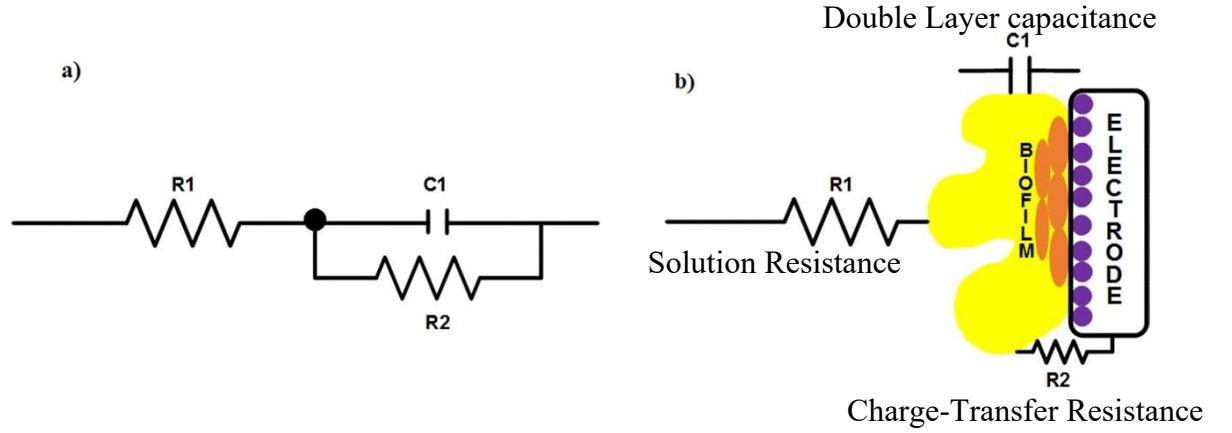 a)
R1
C1
R2
b)
Double Layer capacitance
C1
R1
Solution Resistance
BIOFILM
ELECTRODE
R2
Charge-Transfer Resistance